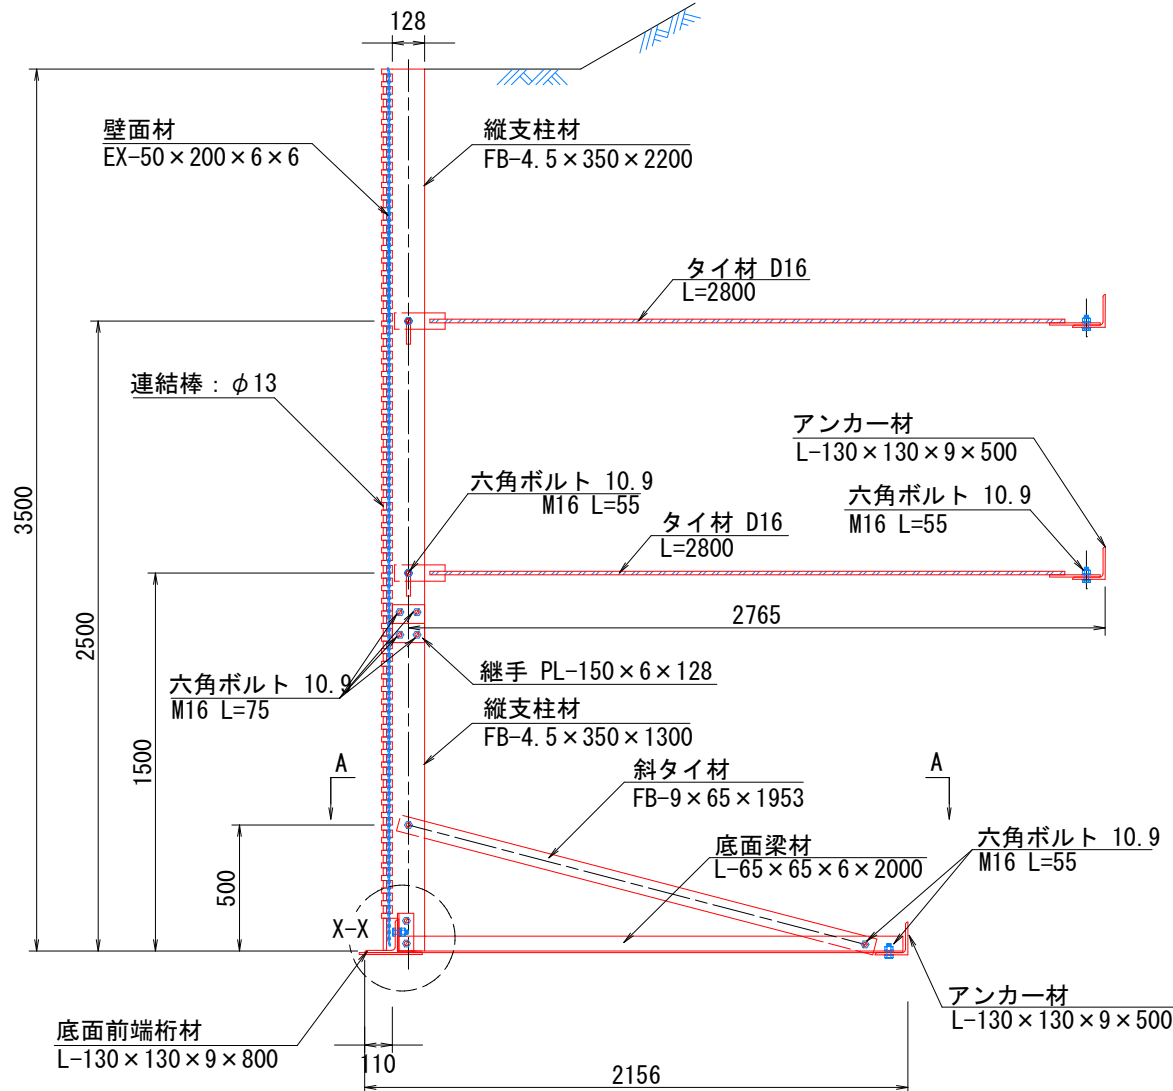 128
壁面材
EX-50×200×6×6
縦支柱材
FB-4.5×350×2200
タイ材 D16
L=2800
連結棒：φ13
アンカー材
L-130×130×9×500
六角ボルト 10.9
M16 L=55
六角ボルト 10.9
M16 L=55
タイ材 D16
L=2800
3500
2500
2765
六角ボルト 10.9
M16 L=75
継手 PL-150×6×128
縦支柱材
FB-4.5×350×1300
1500
A
A
斜タイ材
FB-9×65×1953
底面梁材
L-65×65×6×2000
六角ボルト 10.9
M16 L=55
500
X-X
アンカー材
L-130×130×9×500
底面前端桁材
L-130×130×9×800
110
2156